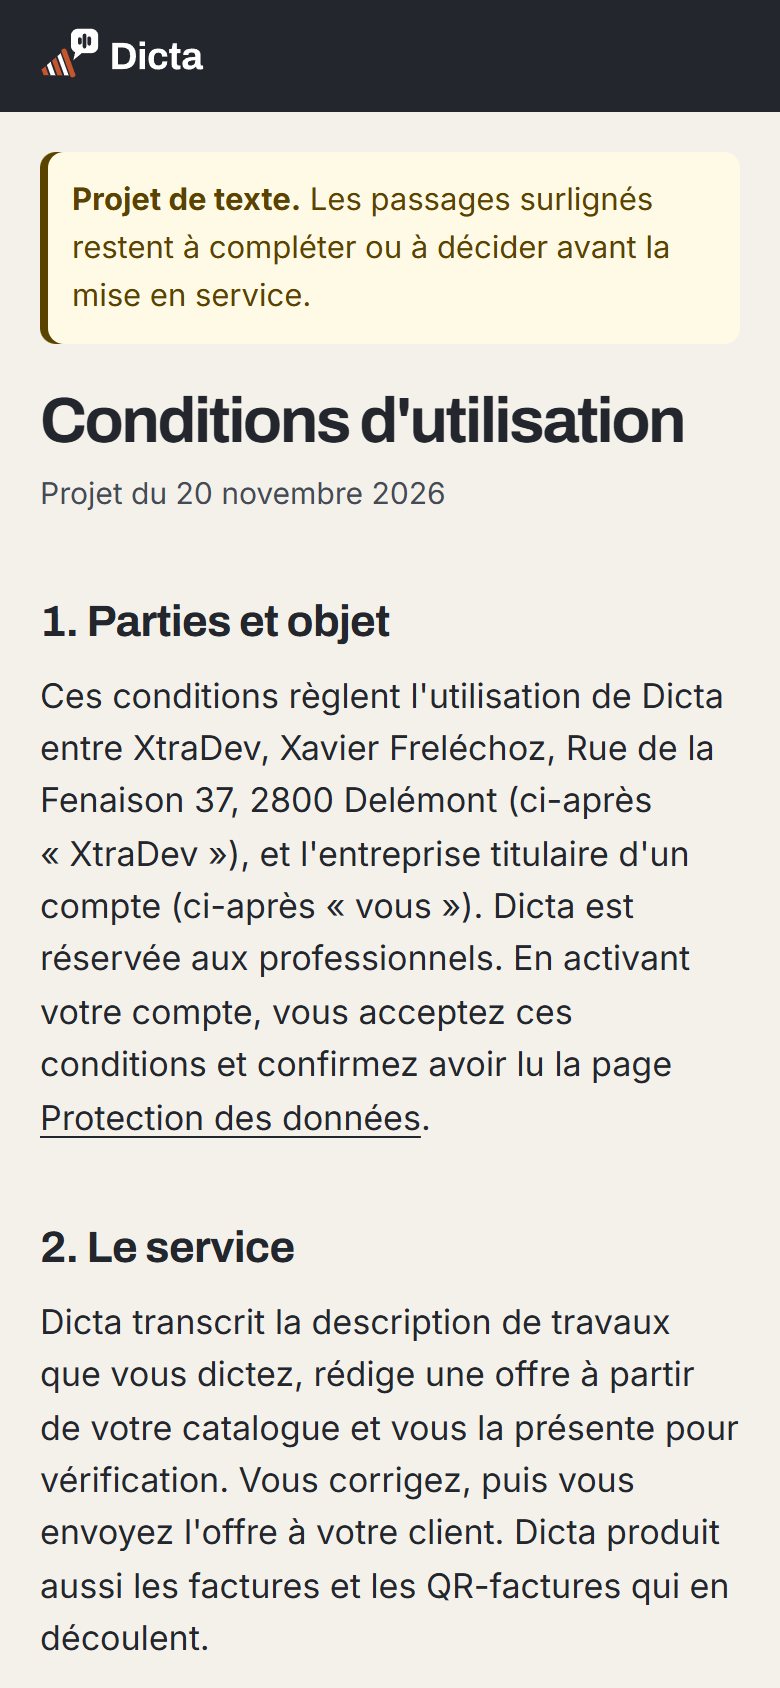 Dicta
Projet de texte. Les passages surlignés
restent à compléter ou à décider avant la
mise en service.
Conditions d'utilisation
Projet du 20 novembre 2026
1. Parties et objet
Ces conditions règlent l'utilisation de Dicta
entre XtraDev, Xavier Freléchoz, Rue de la
Fenaison 37, 2800 Delémont (ci-après
« XtraDev »), et l'entreprise titulaire d'un
compte (ci-après « vous »). Dicta est
réservée aux professionnels. En activant
votre compte, vous acceptez ces
conditions et confirmez avoir lu la page
Protection des données.
2. Le service
Dicta transcrit la description de travaux
que vous dictez, rédige une offre à partir
de votre catalogue et vous la présente pour
vérification. Vous corrigez, puis vous
envoyez l'offre à votre client. Dicta produit
aussi les factures et les QR-factures qui en
découlent.